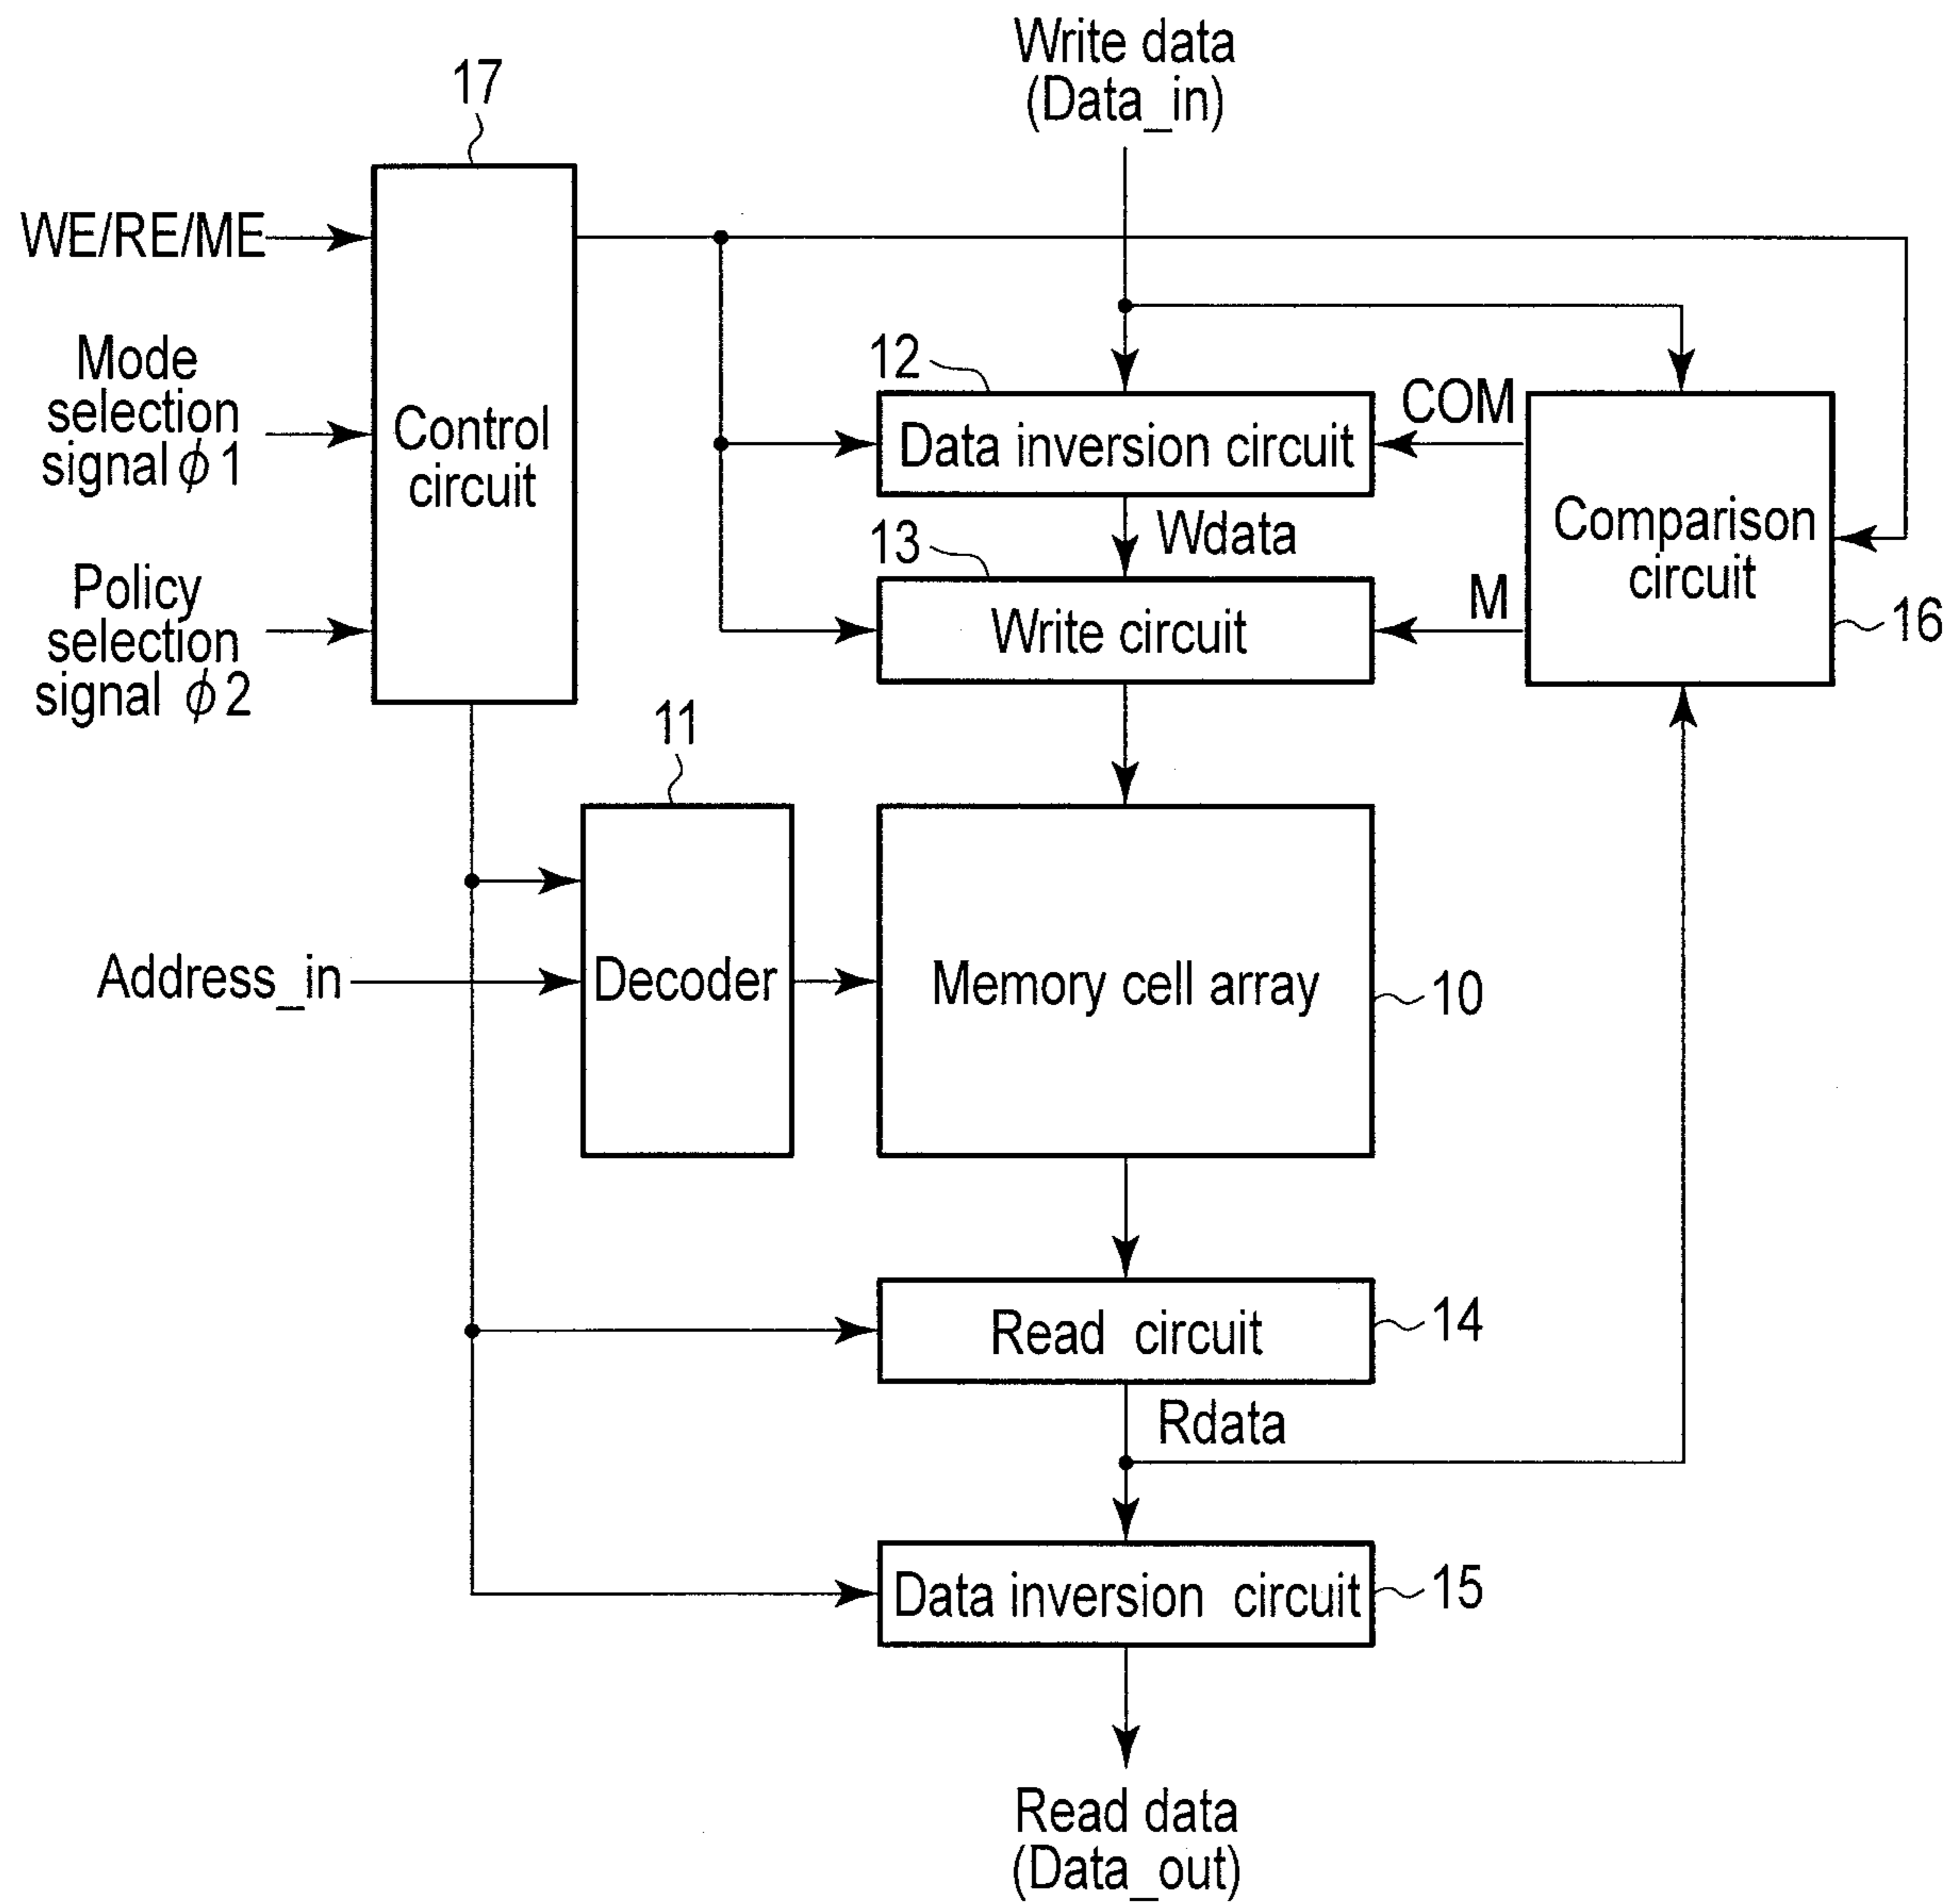 Write data
(Data_in)
17
WE/RE/ME
Mode
selection
signal ϕ1
Control
circuit
Policy
selection
signal ϕ2
12
Data inversion circuit
COM
Comparison
circuit
16
Wdata
13
Write circuit
M
11
Address_in
Decoder
Memory cell array
10
Read circuit
14
Rdata
Data inversion circuit
15
Read data
(Data_out)